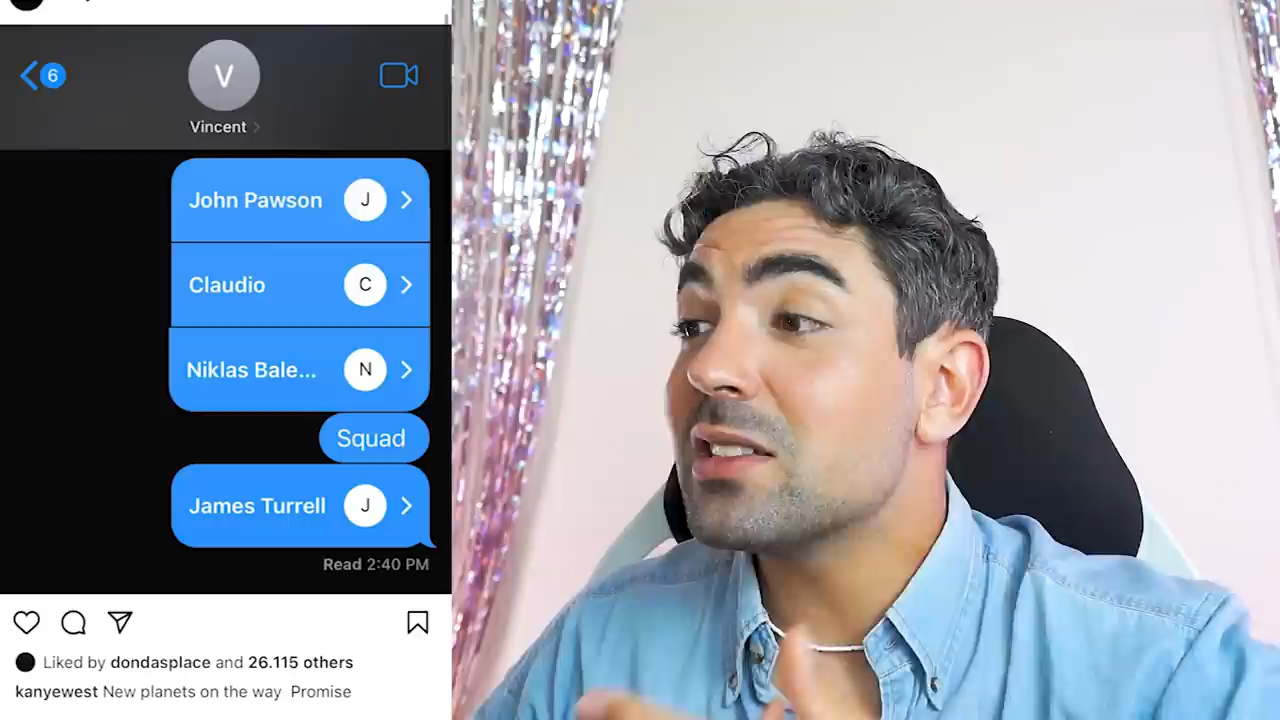 6
V
Vincent
John Pawson J
Claudio C
Niklas Bale... N
Squad
James Turrell J
Read 2:40 PM
Liked by dondasplace and 26.115 others
kanyewest New planets on the way Promise